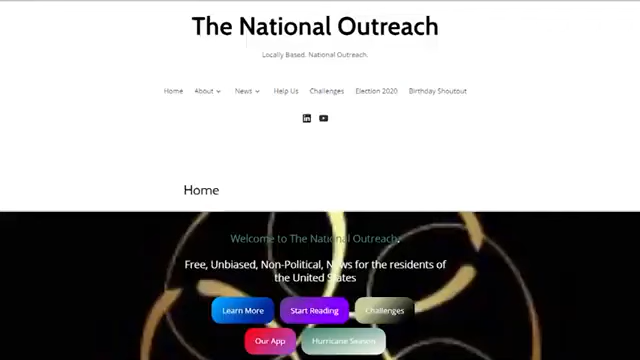 The National Outreach
Locally Based. National Outreach.
Home About News Help Us Challenges Election 2020 Birthday Shoutout
Home
Welcome to The National Outreach.
Free, Unbiased, Non-Political, News for the residents of
the United States
Learn More Start Reading Challenges
Our App Hurricane Season